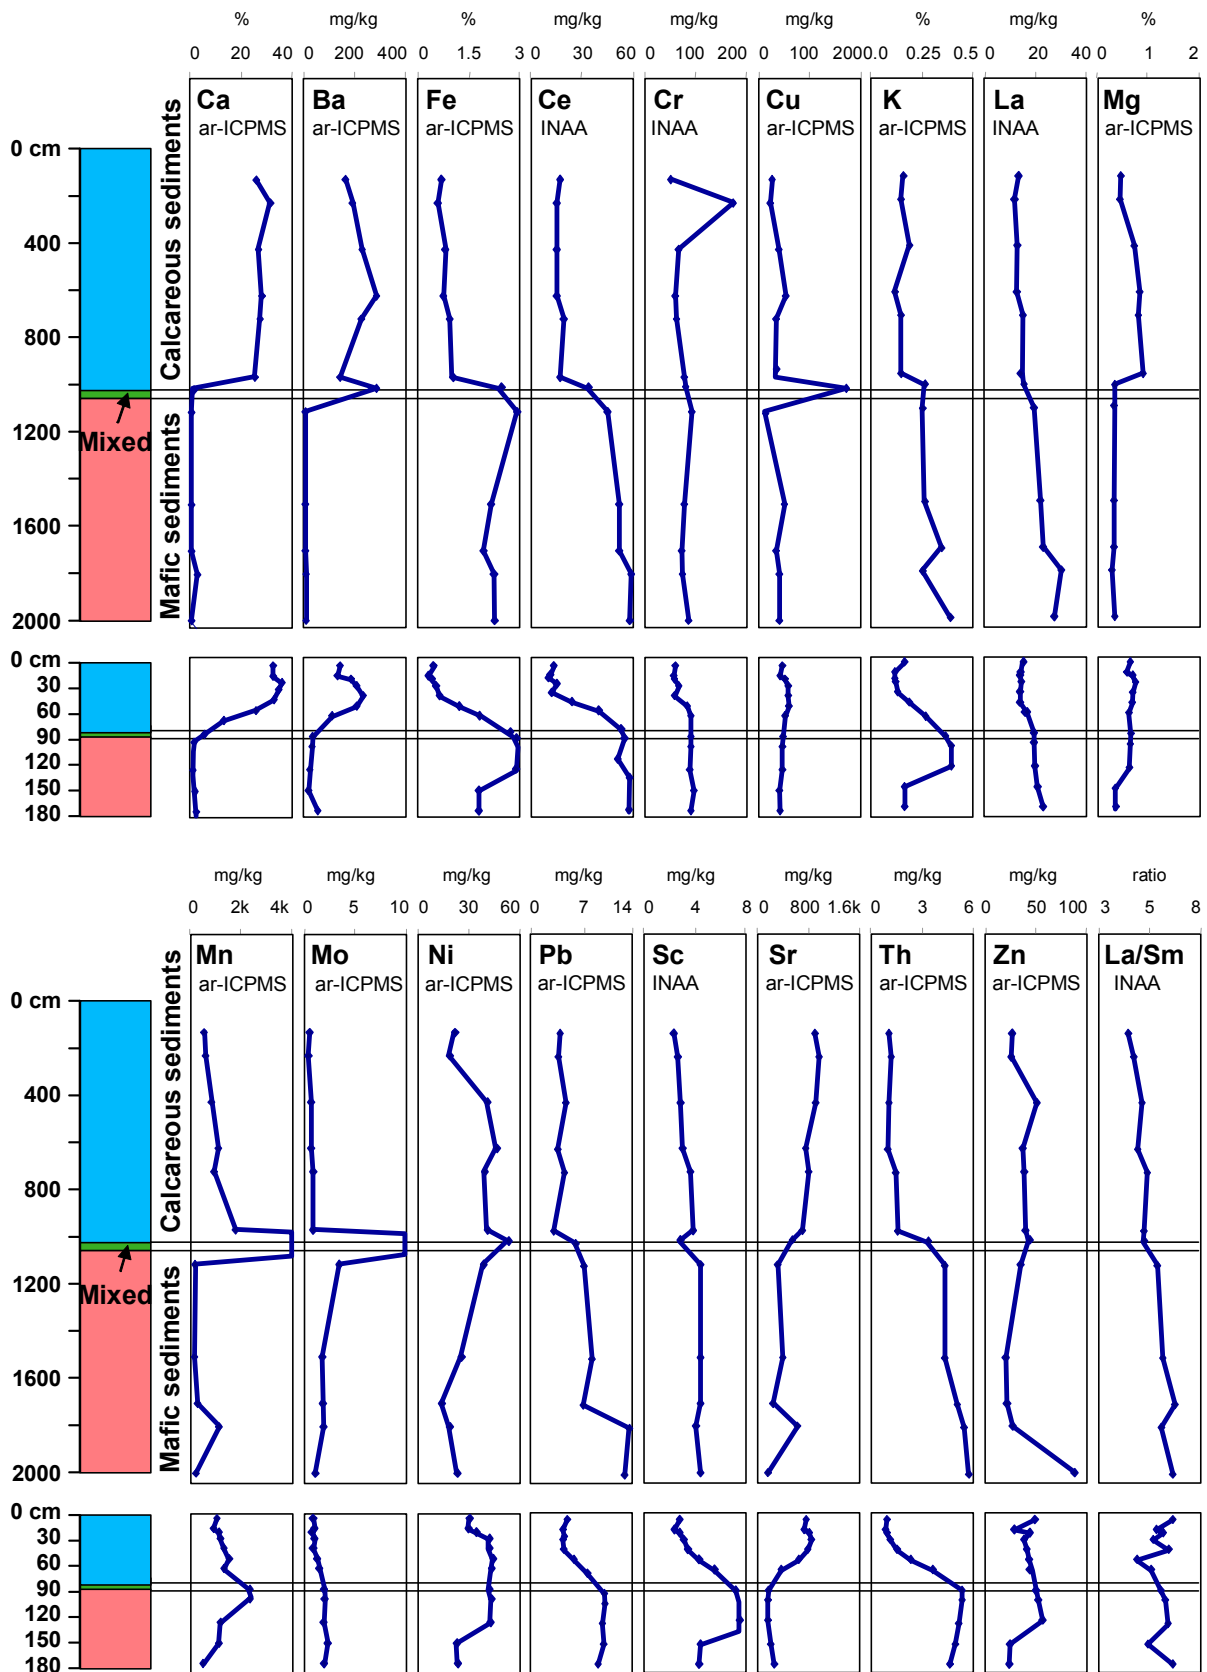 % mg/kg % mg/kg mg/kg mg/kg % mg/kg %
0 20 40 0 200 400 0 1.5 3 0 30 60 0 100 200 0 100 2000 0.0 0.25 0.5 0 20 40 0 1 2
Ca Ba Fe Ce Cr Cu K La Mg
ar-ICPMS ar-ICPMS ar-ICPMS INAA INAA ar-ICPMS ar-ICPMS INAA ar-ICPMS
0 cm
400
800
1200
1600
2000
Calcareous sediments
Mixed
Mafic sediments
0 cm
30
60
90
120
150
180
mg/kg mg/kg mg/kg mg/kg mg/kg mg/kg mg/kg mg/kg ratio
0 2k 4k 0 5 10 0 30 60 0 7 14 0 4 8 0 800 1.6k 0 3 6 0 50 100 3 5 8
Mn Mo Ni Pb Sc Sr Th Zn La/Sm
ar-ICPMS ar-ICPMS ar-ICPMS ar-ICPMS INAA ar-ICPMS ar-ICPMS ar-ICPMS INAA
0 cm
400
800
1200
1600
2000
Calcareous sediments
Mixed
Mafic sediments
0 cm
30
60
90
120
150
180